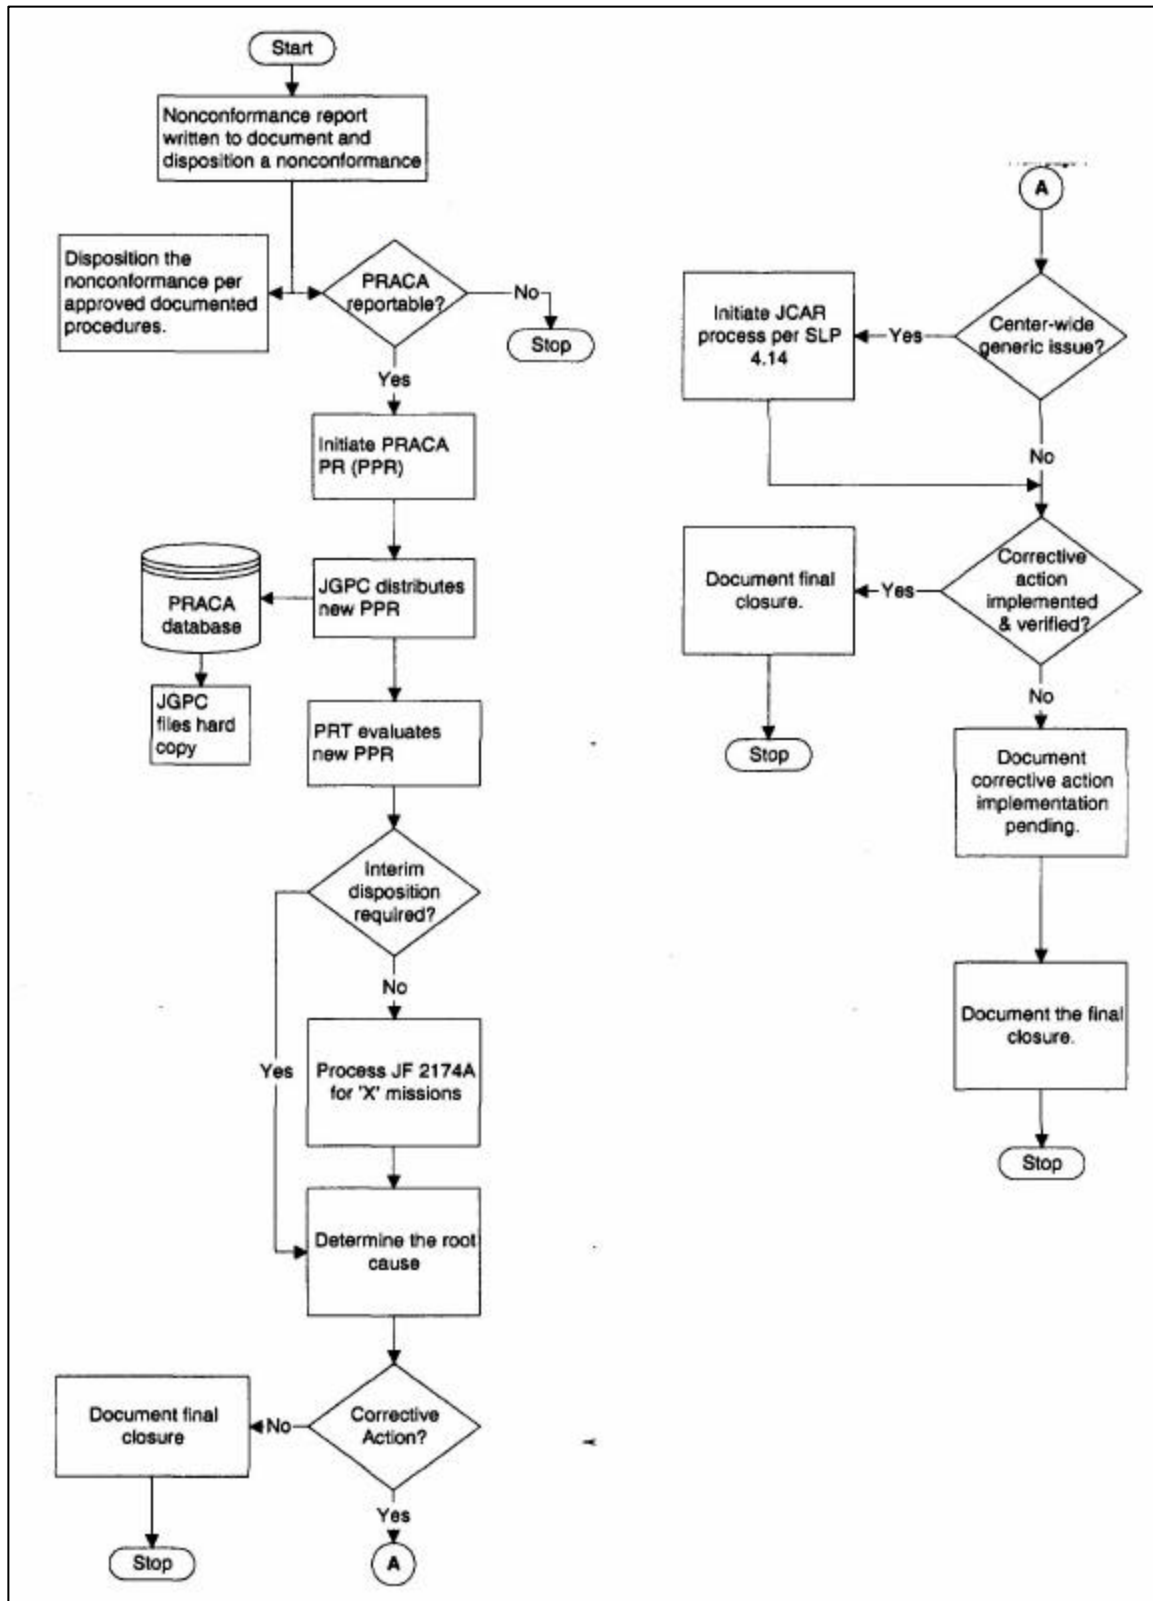 Start
Nonconformance report
written to document and
disposition a nonconformance
Disposition the
nonconformance per
approved documented
procedures.
PRACA
reportable?
No
Stop
Yes
Initiate PRACA
PR (PPR)
JGPC distributes
new PPR
PRACA
database
JGPC
files hard
copy
PRT evaluates
new PPR
Interim
disposition
required?
No
Yes
Process JF 2174A
for 'X' missions
Determine the root
cause
Corrective
Action?
No
Document final
closure
Stop
Yes
A
A
Center-wide
generic issue?
Yes
Initiate JCAR
process per SLP
4.14
No
Corrective
action
implemented
& verified?
Yes
Document final
closure.
Stop
No
Document
corrective action
implementation
pending.
Document the final
closure.
Stop